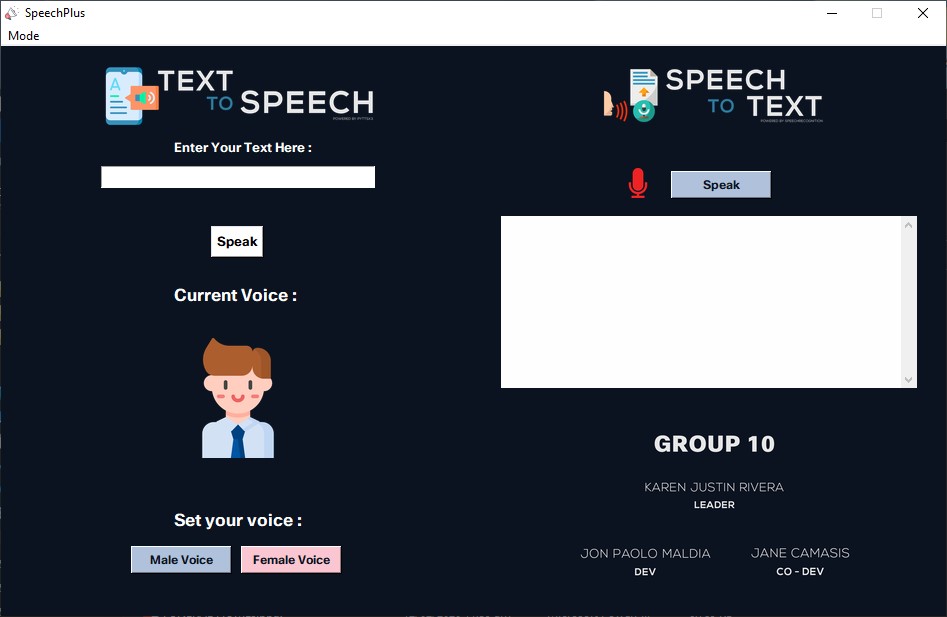 SpeechPlus
Mode
TEXT
TO SPEECH
POWERED BY PYTTSX3
Enter Your Text Here :
Speak
Current Voice :
Set your voice :
Male Voice
Female Voice
SPEECH
TO TEXT
POWERED BY SPEECHRECOGNITION
Speak
GROUP 10
KAREN JUSTIN RIVERA
LEADER
JON PAOLO MALDIA
DEV
JANE CAMASIS
CO - DEV